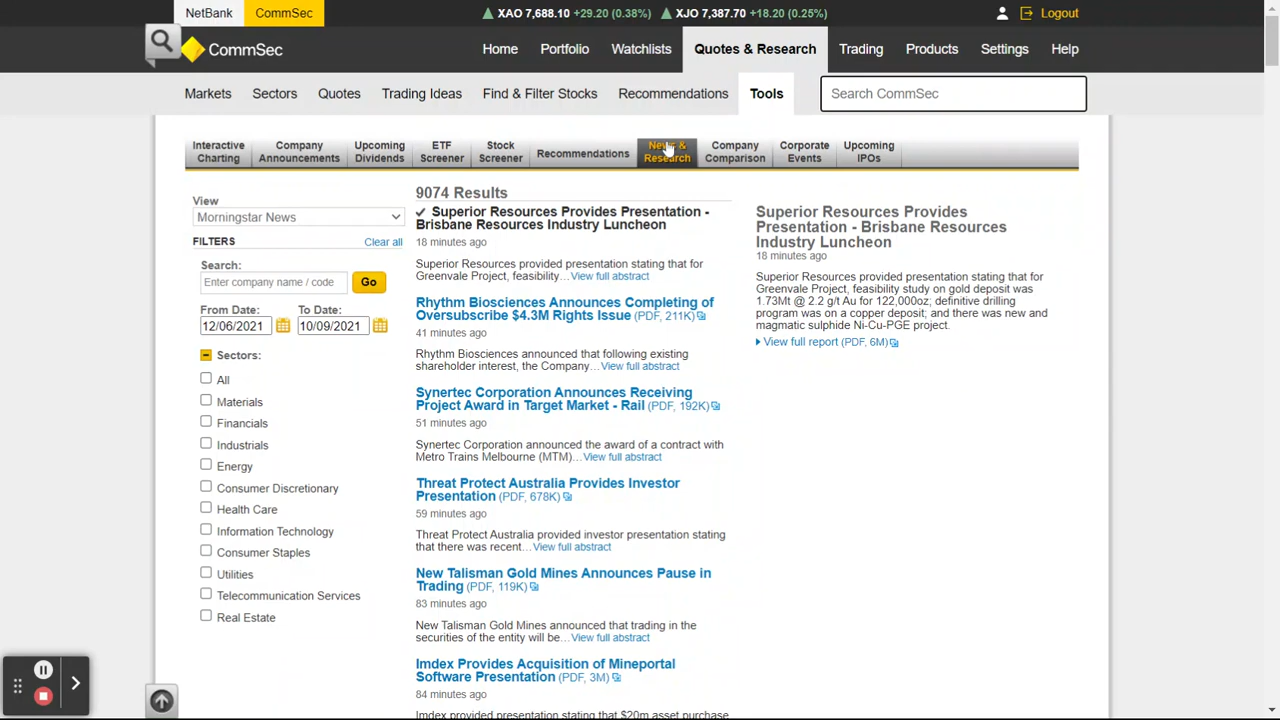 NetBank
CommSec
XAO 7,688.10 +29.20 (0.38%)
XJO 7,387.70 +18.20 (0.25%)
Logout
CommSec
Home
Portfolio
Watchlists
Quotes & Research
Trading
Products
Settings
Help
Markets
Sectors
Quotes
Trading Ideas
Find & Filter Stocks
Recommendations
Tools
Search CommSec
Interactive
Charting
Company
Announcements
Upcoming
Dividends
ETF
Screener
Stock
Screener
Recommendations
News &
Research
Company
Comparison
Corporate
Events
Upcoming
IPOs
View
Morningstar News
FILTERS
Clear all
Search:
Enter company name / code
Go
From Date:
To Date:
12/06/2021
10/09/2021
Sectors:
All
Materials
Financials
Industrials
Energy
Consumer Discretionary
Health Care
Information Technology
Consumer Staples
Utilities
Telecommunication Services
Real Estate
9074 Results
Superior Resources Provides Presentation -
Brisbane Resources Industry Luncheon
18 minutes ago
Superior Resources provided presentation stating that for
Greenvale Project, feasibility... View full abstract
Rhythm Biosciences Announces Completing of
Oversubscribe $4.3M Rights Issue (PDF, 211K)
41 minutes ago
Rhythm Biosciences announced that following existing
shareholder interest, the Company... View full abstract
Synertec Corporation Announces Receiving
Project Award in Target Market - Rail (PDF, 192K)
51 minutes ago
Synertec Corporation announced the award of a contract with
Metro Trains Melbourne (MTM)... View full abstract
Threat Protect Australia Provides Investor
Presentation (PDF, 678K)
59 minutes ago
Threat Protect Australia provided investor presentation stating
that there was recent... View full abstract
New Talisman Gold Mines Announces Pause in
Trading (PDF, 119K)
83 minutes ago
New Talisman Gold Mines announced that trading in the
securities of the entity will be... View full abstract
Imdex Provides Acquisition of Mineportal
Software Presentation (PDF, 3M)
84 minutes ago
Imdex provided presentation stating that $20m asset purchase
Superior Resources Provides
Presentation - Brisbane Resources
Industry Luncheon
18 minutes ago
Superior Resources provided presentation stating that for
Greenvale Project, feasibility study on gold deposit was
1.73Mt @ 2.2 g/t Au for 122,000oz; definitive drilling
program was on a copper deposit; and there was new and
magmatic sulphide Ni-Cu-PGE project.
View full report (PDF, 6M)